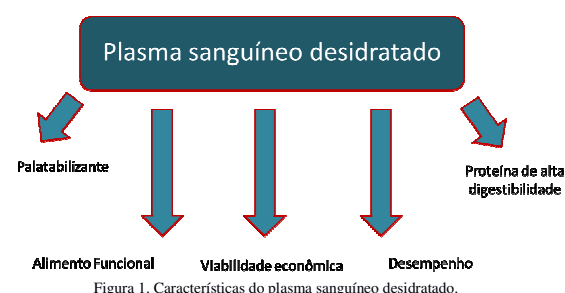 Plasma sanguíneo desidratado
Palatabilizante
Proteína de alta
digestibilidade
Alimento Funcional
Viabilidade econômica
Desempenho
Figura 1. Características do plasma sanguíneo desidratado.